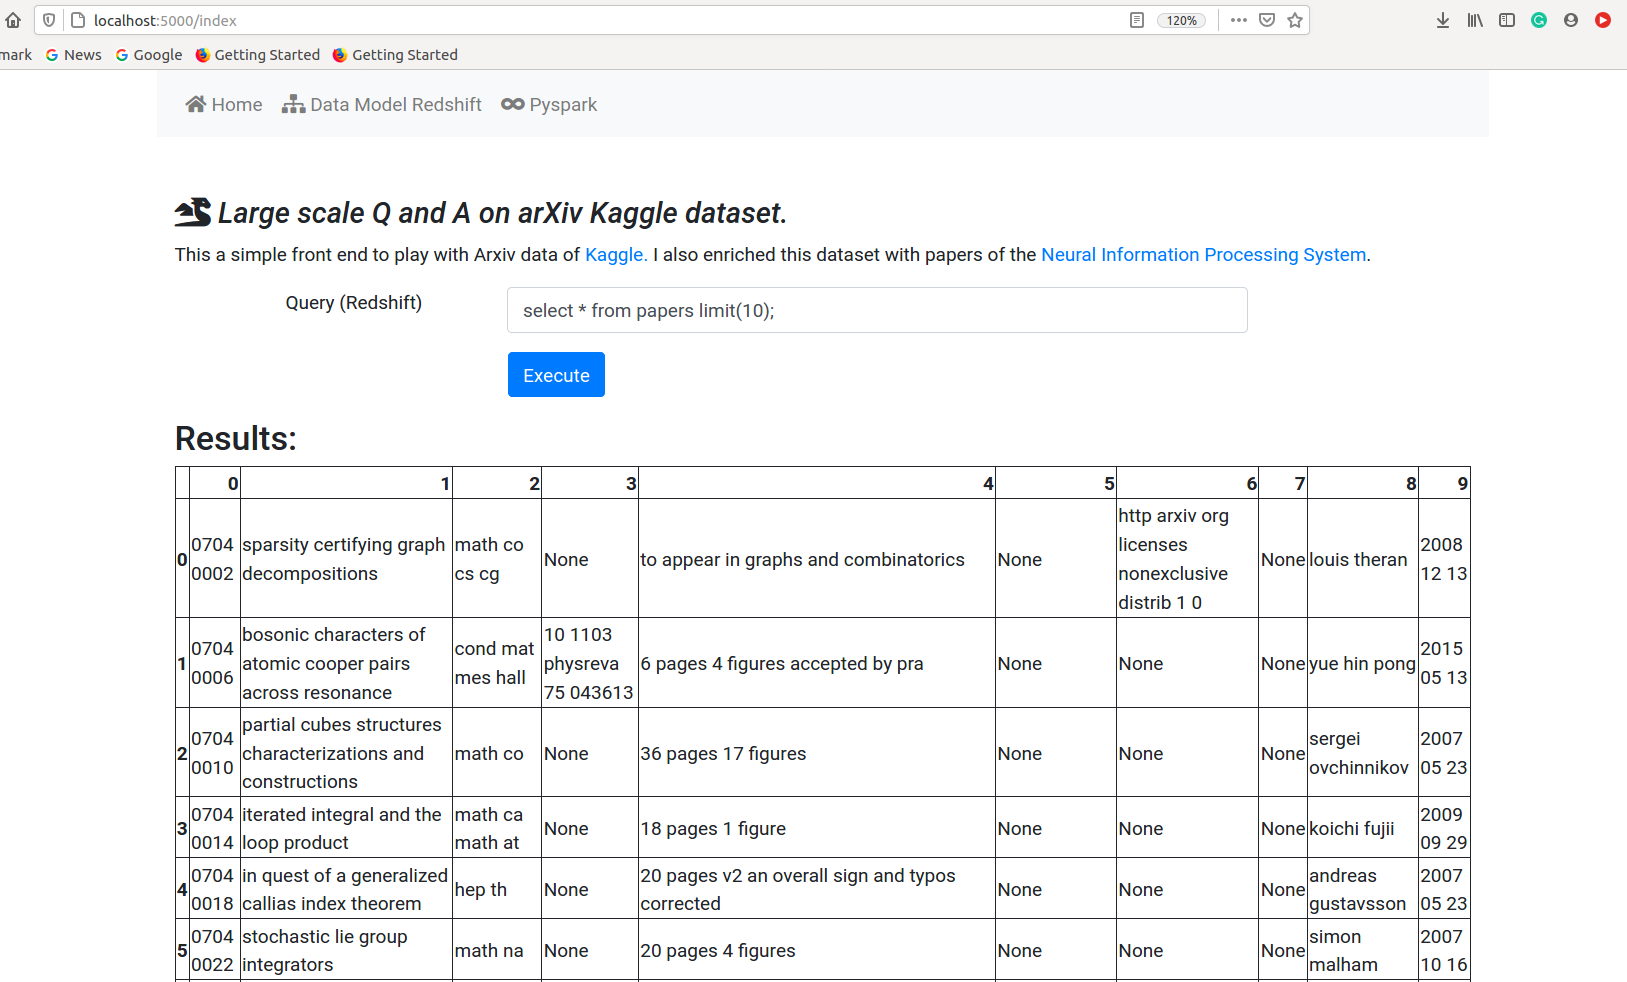 localhost:5000/index
120%
mark
News
Google
Getting Started
Getting Started
Home
Data Model Redshift
Pyspark
Large scale Q and A on arXiv Kaggle dataset.
This a simple front end to play with Arxiv data of Kaggle. I also enriched this dataset with papers of the Neural Information Processing System.
Query (Redshift)
select * from papers limit(10);
Execute
Results:
0 1 2 3 4 5 6 7 8 9
0
0704
0002
sparsity certifying graph
decompositions
math co
cs cg
None
to appear in graphs and combinatorics
None
http arxiv org
licenses
nonexclusive
distrib 1 0
None
louis theran
2008
12 13
1
0704
0006
bosonic characters of
atomic cooper pairs
across resonance
cond mat
mes hall
10 1103
physreva
75 043613
6 pages 4 figures accepted by pra
None
None
None
yue hin pong
2015
05 13
2
0704
0010
partial cubes structures
characterizations and
constructions
math co
None
36 pages 17 figures
None
None
None
sergei
ovchinnikov
2007
05 23
3
0704
0014
iterated integral and the
loop product
math ca
math at
None
18 pages 1 figure
None
None
None
koichi fujii
2009
09 29
4
0704
0018
in quest of a generalized
callias index theorem
hep th
None
20 pages v2 an overall sign and typos
corrected
None
None
None
andreas
gustavsson
2007
05 23
5
0704
0022
stochastic lie group
integrators
math na
None
20 pages 4 figures
None
None
None
simon
malham
2007
10 16